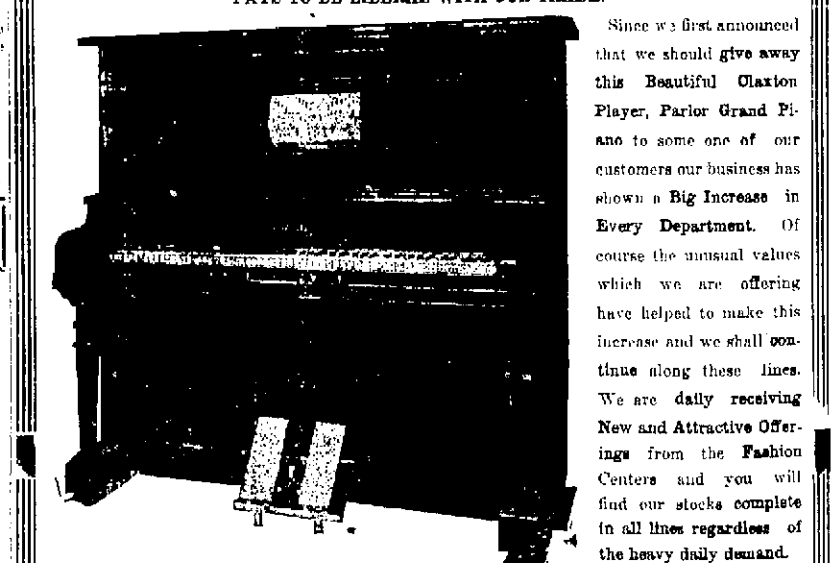 Since we first announced
that we should give away
this Beautiful Claxton
Player, Parlor Grand Pi-
ano to some one of our
customers our business has
shown a Big Increase in
Every Department. Of
course the unusual values
which we are offering
have helped to make this
increase and we shall con-
tinue along these lines.
We are daily receiving
New and Attractive Offer-
ings from the Fashion
Centers and you will
find our stocks complete
in all lines regardless of
the heavy daily demand.